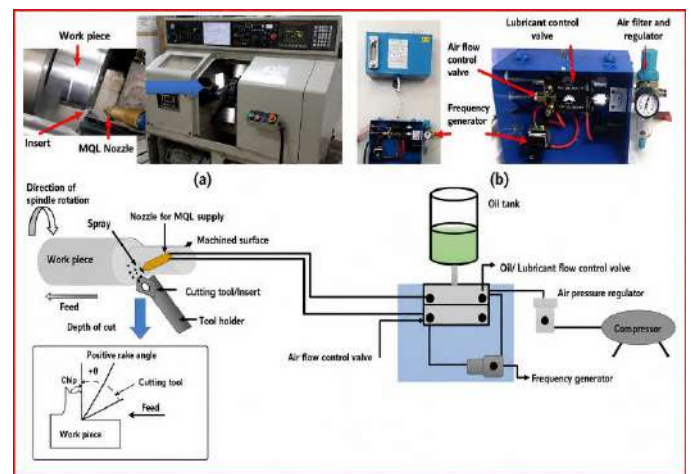 Work piece
Insert
MQL Nozzle
(a)
Lubricant control
valve
Air filter and
regulator
Air flow
control
valve
Frequency
generator
(b)
Direction of
spindle rotation
Spray
Nozzle for MQL supply
Machined surface
Work piece
Feed
Cutting tool/Insert
Tool holder
Depth of cut
Oil tank
Oil/ Lubricant flow control valve
Air pressure regulator
Compressor
Air flow control valve
Frequency generator
Positive rake angle
+θ
Chip
Cutting tool
Feed
Work piece